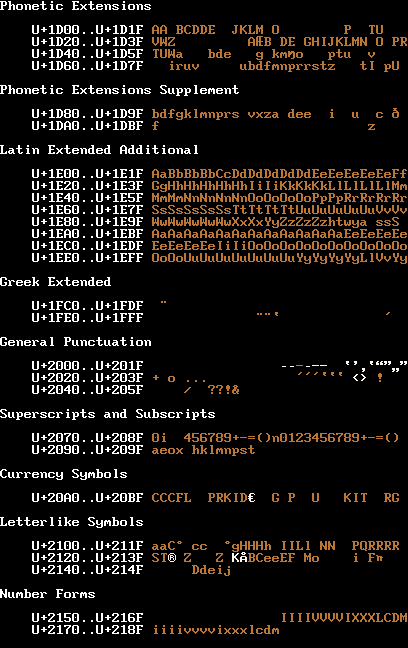 Phonetic Extensions
U+1D00..U+1D1F AA BCDDE  JKLM O        P  TU
U+1D20..U+1D3F VWZ         AÆB DE GHIJKLMN O PR
U+1D40..U+1D5F TUWa   bde   g kmŋo   ptu  v
U+1D60..U+1D7F   iruv     ubdfmnprrstz   tI pU
Phonetic Extensions Supplement
U+1D80..U+1D9F bdfgklmnprs vxza dee  i  u  c ð
U+1DA0..U+1DBF f                           z
Latin Extended Additional
U+1E00..U+1E1F AaBbBbBbCcDdDdDdDdDdEeEeEeEeEeFf
U+1E20..U+1E3F GgHhHhHhHhHhIiIiKkKkKkLlLlLlLlMm
U+1E40..U+1E5F MmMmNnNnNnNnOoOoOoOoPpPpRrRrRrRr
U+1E60..U+1E7F SsSsSsSsSsTtTtTtTtUuUuUuUuUuVvVv
U+1E80..U+1E9F WwWwWwWwWwXxXxYyZzZzZzhtwya ssS
U+1EA0..U+1EBF AaAaAaAaAaAaAaAaAaAaAaAaEeEeEeEe
U+1EC0..U+1EDF EeEeEeEeIiIiOoOoOoOoOoOoOoOoOoOo
U+1EE0..U+1EFF OoOoUuUuUuUuUuUuUuYyYyYyYyLlVvYy
Greek Extended
U+1FC0..U+1FDF ¨
U+1FE0..U+1FFF ¨¨` ´
General Punctuation
U+2000..U+201F --–—―‗ ‘’‚‛“”„‟
U+2020..U+203F + o ... ´´´``` <> !
U+2040..U+205F ⁄ ??!&
Superscripts and Subscripts
U+2070..U+208F 0i  456789+−=()n0123456789+−=()
U+2090..U+209F aeox hklmnpst
Currency Symbols
U+20A0..U+20BF CCCFL  PRKID€  G P  U   KIT  RG
Letterlike Symbols
U+2100..U+211F aaC° cc  °gHHHh IILl NN  PQRRRR
U+2120..U+213F ST® Z   Z KÅBCeeEF Mo    i Fπ
U+2140..U+214F      Ddeij
Number Forms
U+2150..U+216F IIIIVVVVIXXXLCDM
U+2170..U+218F iiiivvvvixxxlcdm